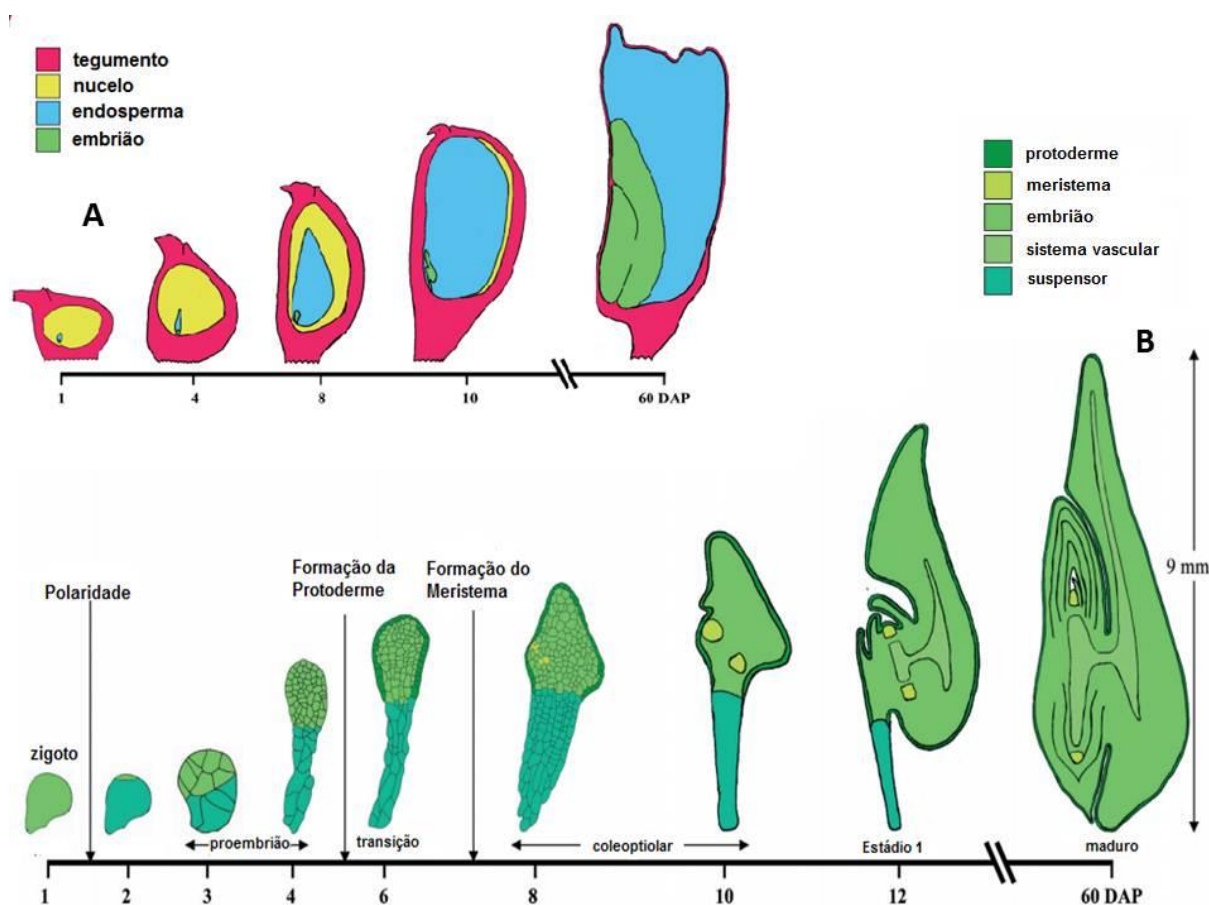 tegumento
nucelo
endosperma
embrião
A
1
4
8
10
60 DAP
protoderme
meristema
embrião
sistema vascular
suspensor
B
9 mm
Polaridade
Formação da
Protoderme
Formação do
Meristema
zigoto
proembrião
transição
coleoptiolar
Estádio 1
maduro
1
2
3
4
6
8
10
12
60 DAP